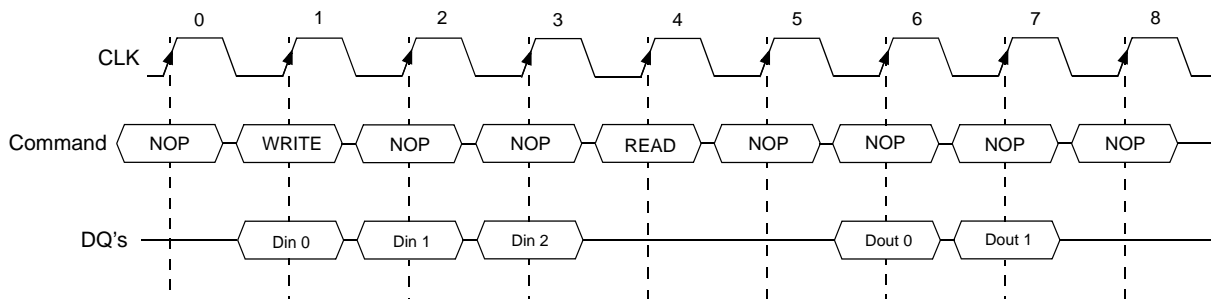 0 1 2 3 4 5 6 7 8
CLK
Command NOP WRITE NOP NOP READ NOP NOP NOP NOP
DQ's Din 0 Din 1 Din 2 Dout 0 Dout 1